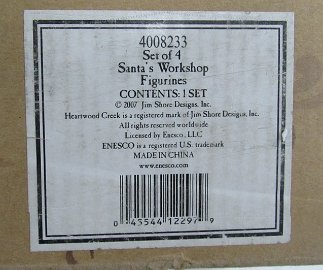 4008233
Set of 4
Santa's Workshop
Figurines
CONTENTS: 1 SET
© 2007 Jim Shore Designs, Inc.
Heartwood Creek is a registered mark of Jim Shore Designs, Inc.
All rights reserved worldwide
Licensed by Enesco, LLC
ENESCO is a registered U.S. trademark
MADE IN CHINA
www.enesco.com
0 45544 12297 9